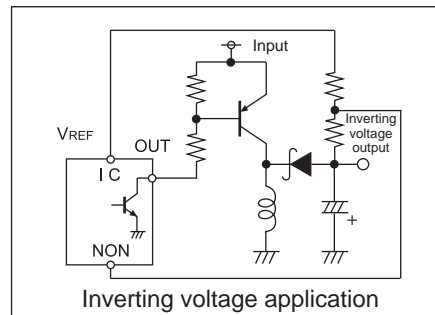 Input
Inverting
voltage
output
VREF
OUT
I C
NON
+
Inverting voltage application